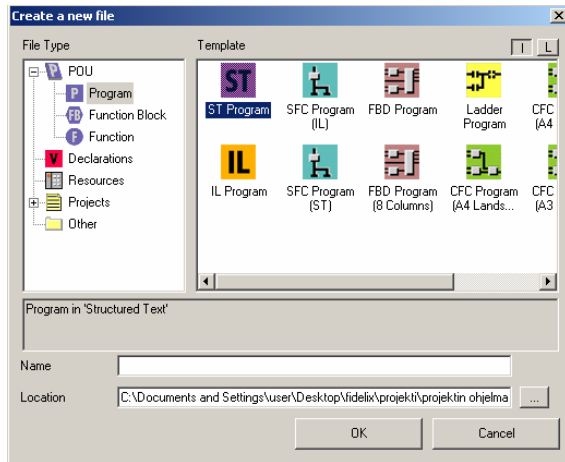 Create a new file
File Type
Template
I L
P POU
P Program
FB Function Block
F Function
V Declarations
Resources
Projects
Other
ST
ST Program
SFC Program
(IL)
FBD Program
Ladder
Program
CFC
(A4
IL
IL Program
SFC Program
(ST)
FBD Program
(8 Columns)
CFC Program
(A4 Lands...
CFC
(A3
Program in 'Structured Text'
Name
Location C:\Documents and Settings\user\Desktop\fidelix\projekti\projektin ohjelma ...
OK Cancel